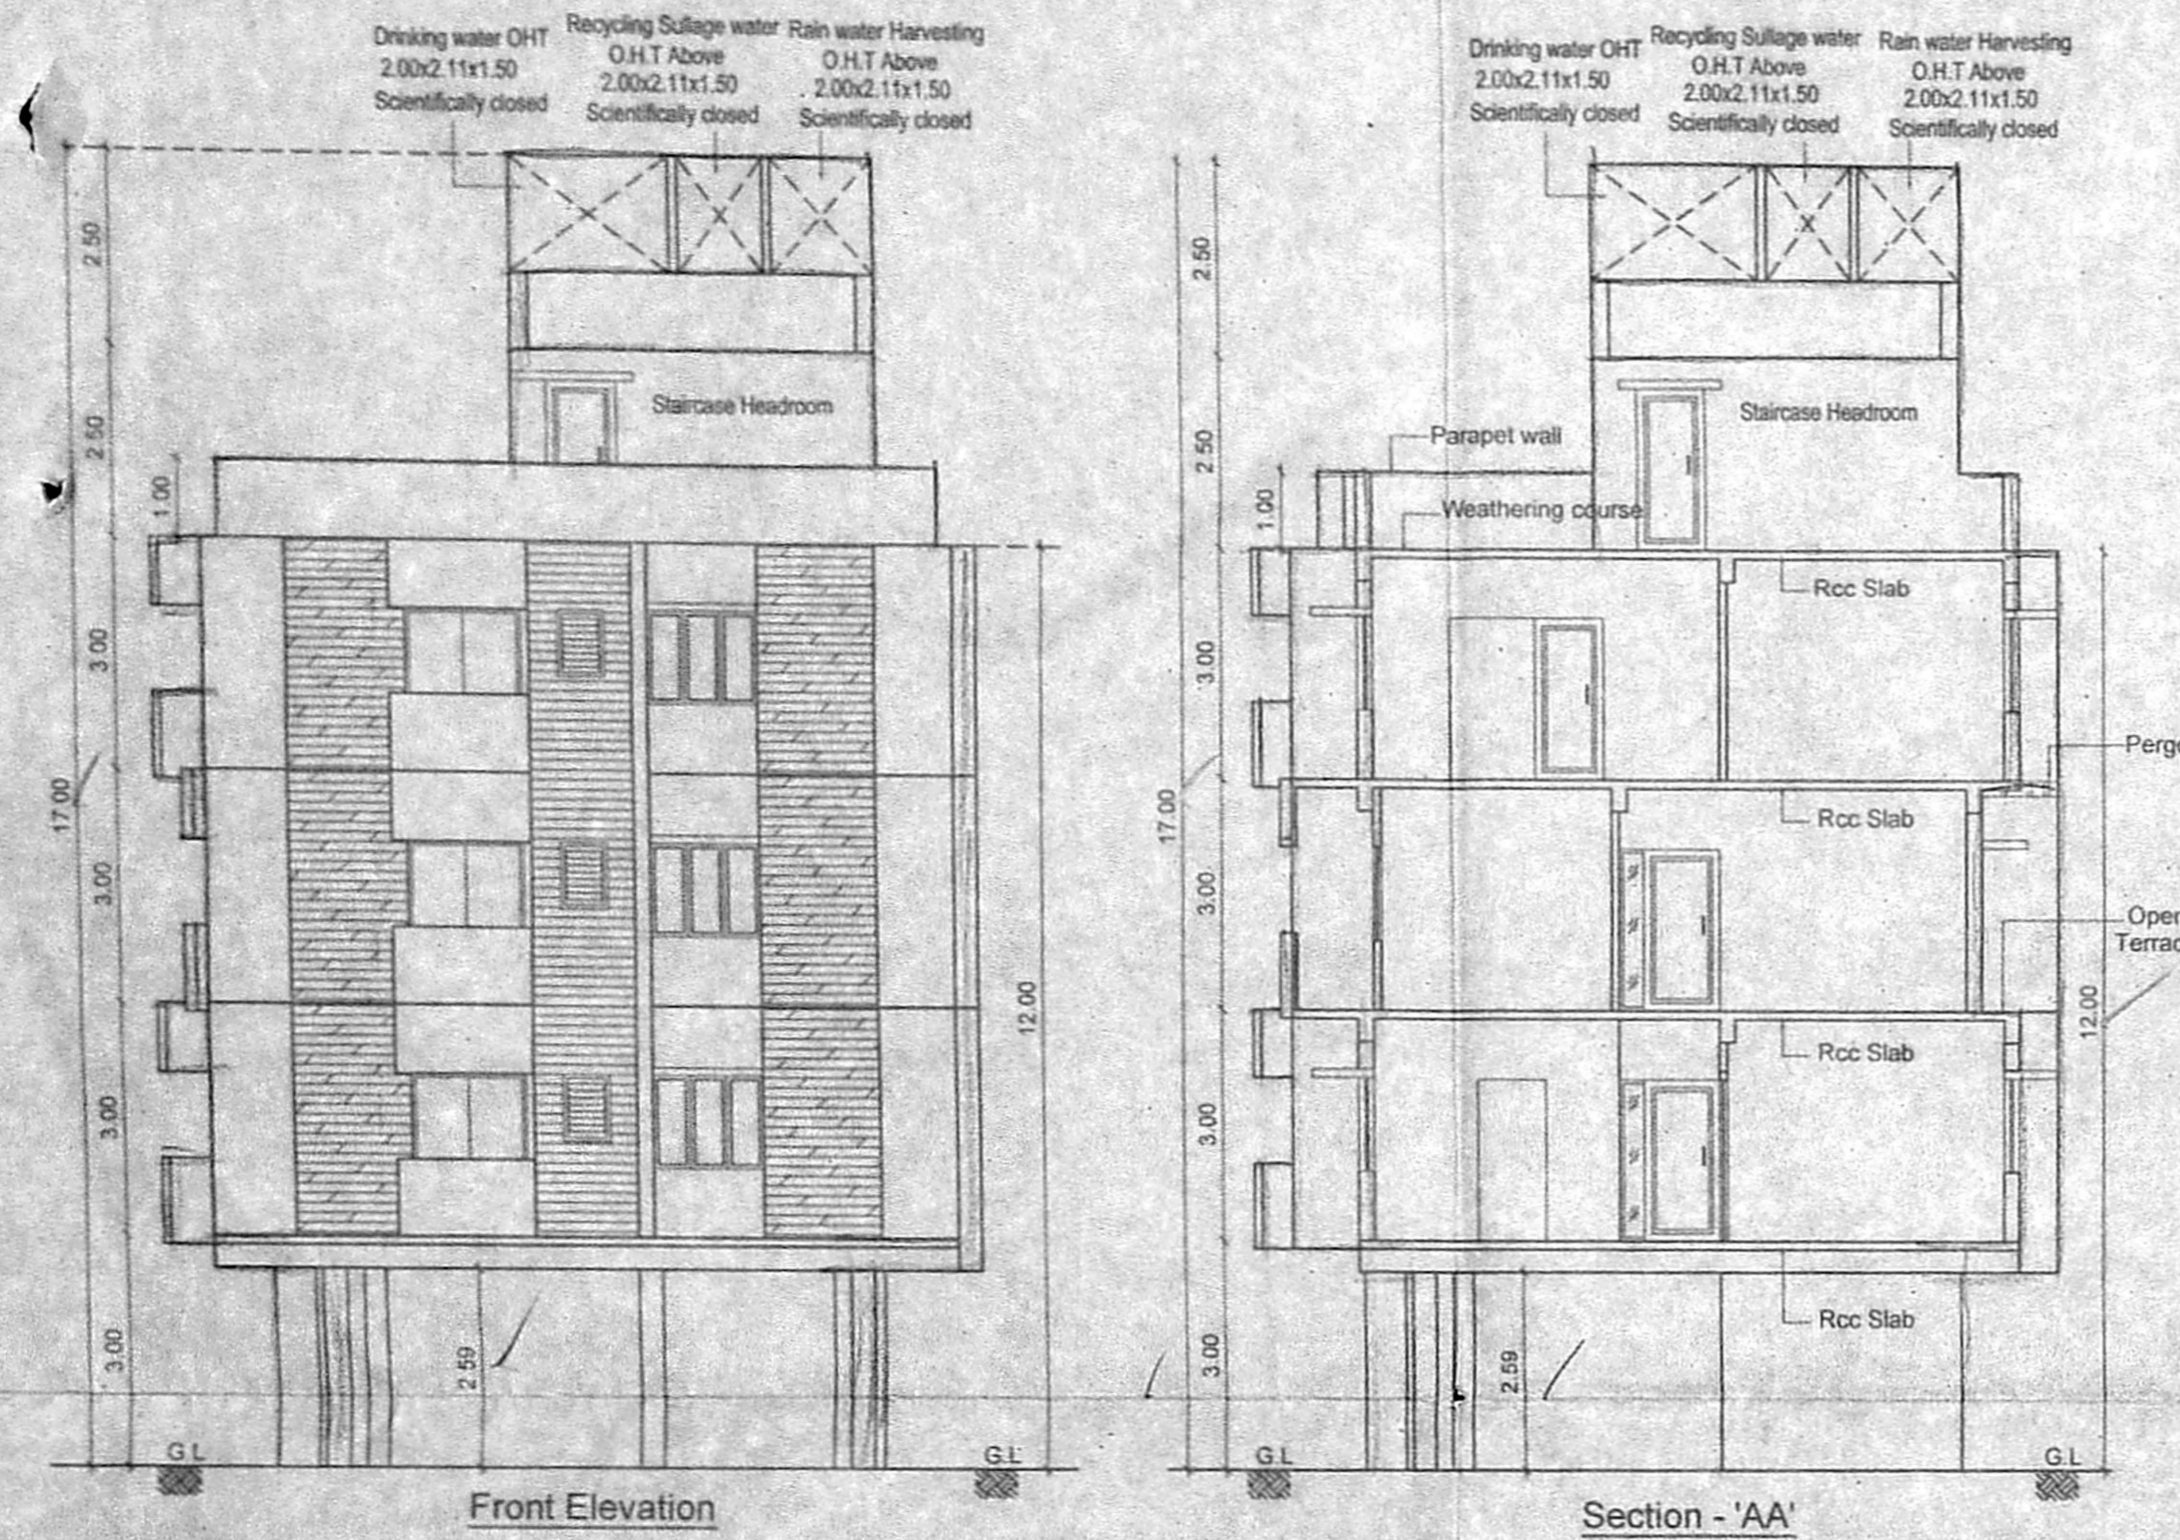 Drinking water OHT
2.00x2.11x1.50
Scientifically closed
Recycling Sullage water
O.H.T Above
2.00x2.11x1.50
Scientifically closed
Rain water Harvesting
O.H.T Above
2.00x2.11x1.50
Scientifically closed
2.50
2.50
1.00
3.00
17.00
3.00
3.00
3.00
Staircase Headroom
12.00
2.59
G.L
G.L
Front Elevation
Drinking water OHT
2.00x2.11x1.50
Scientifically closed
Recycling Sullage water
O.H.T Above
2.00x2.11x1.50
Scientifically closed
Rain water Harvesting
O.H.T Above
2.00x2.11x1.50
Scientifically closed
2.50
2.50
1.00
3.00
17.00
3.00
3.00
3.00
Staircase Headroom
Parapet wall
Weathering course
Rcc Slab
Perg
Rcc Slab
Open
Terrac
12.00
Rcc Slab
Rcc Slab
2.59
G.L
G.L
Section - 'AA'